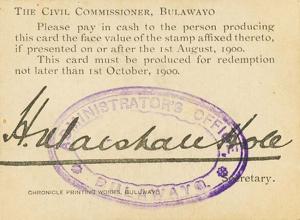 THE CIVIL COMMISSIONER, BULAWAYO
Please pay in cash to the person producing
this card the face value of the stamp affixed thereto,
if presented on or after the 1st August, 1900.
This card must be produced for redemption
not later than 1st October, 1900.
ADMINISTRATOR'S OFFICE
H. Marshall Hole
BULAWAYO.
Secretary.
CHRONICLE PRINTING WORKS, BULAWAYO.